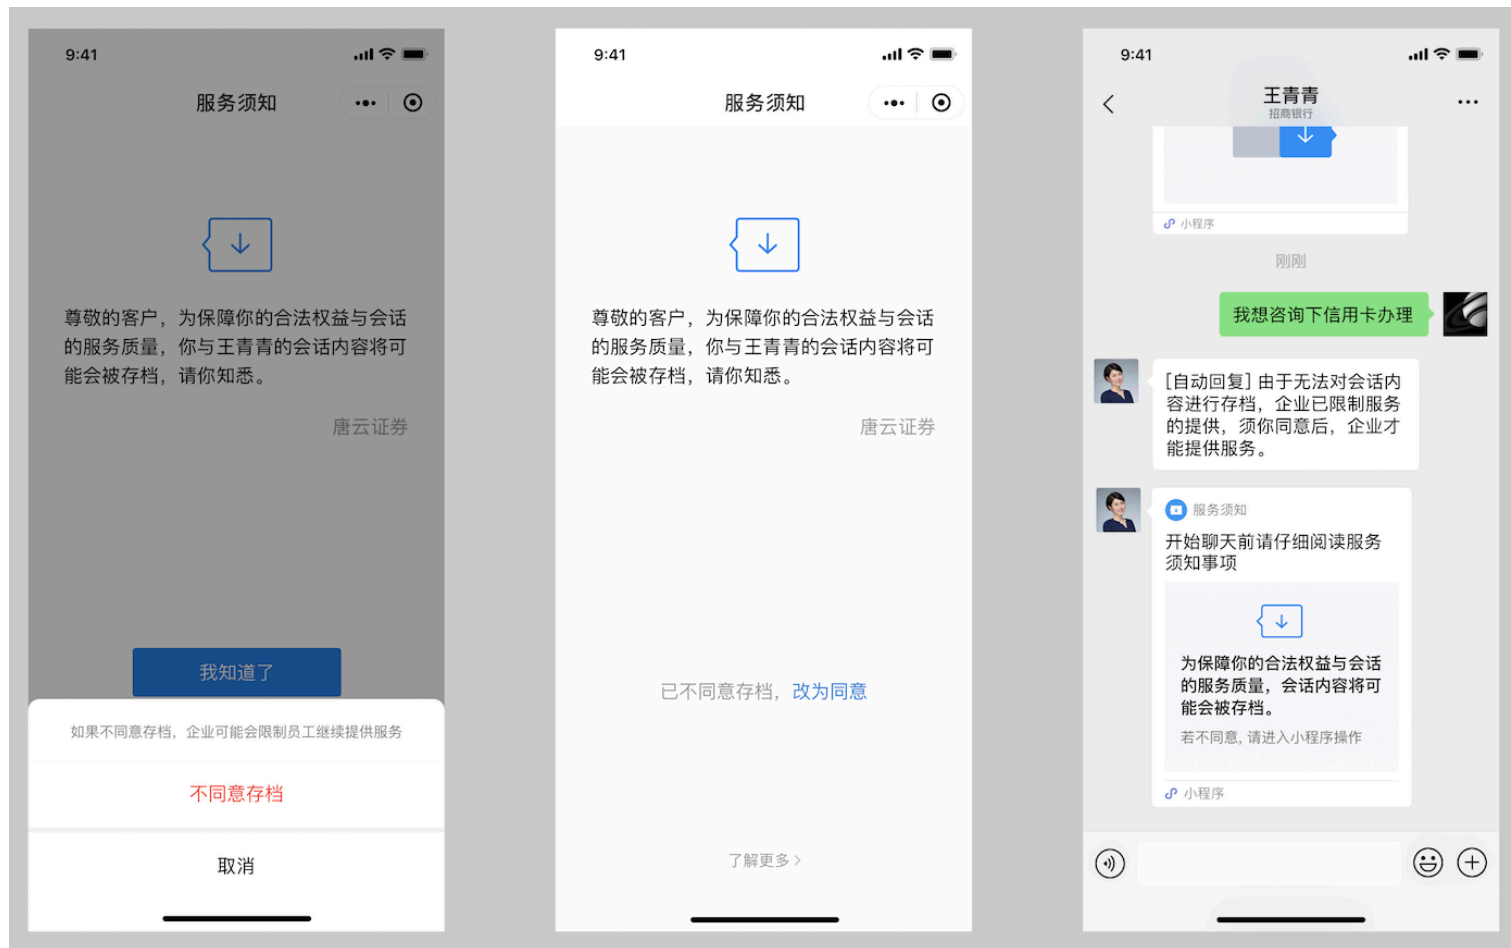 9:41
服务须知
尊敬的客户，为保障你的合法权益与会话
的服务质量，你与王青青的会话内容将可
能会被存档，请你知悉。
唐云证券
我知道了
如果不同意存档，企业可能会限制员工继续提供服务
不同意存档
取消
9:41
服务须知
尊敬的客户，为保障你的合法权益与会话
的服务质量，你与王青青的会话内容将可
能会被存档，请你知悉。
唐云证券
已不同意存档，改为同意
了解更多
9:41
王青青
招商银行
小程序
刚刚
我想咨询下信用卡办理
[自动回复] 由于无法对会话内
容进行存档，企业已限制服务
的提供，须你同意后，企业才
能提供服务。
服务须知
开始聊天前请仔细阅读服务
须知事项
为保障你的合法权益与会话
的服务质量，会话内容将可
能会被存档。
若不同意, 请进入小程序操作
小程序